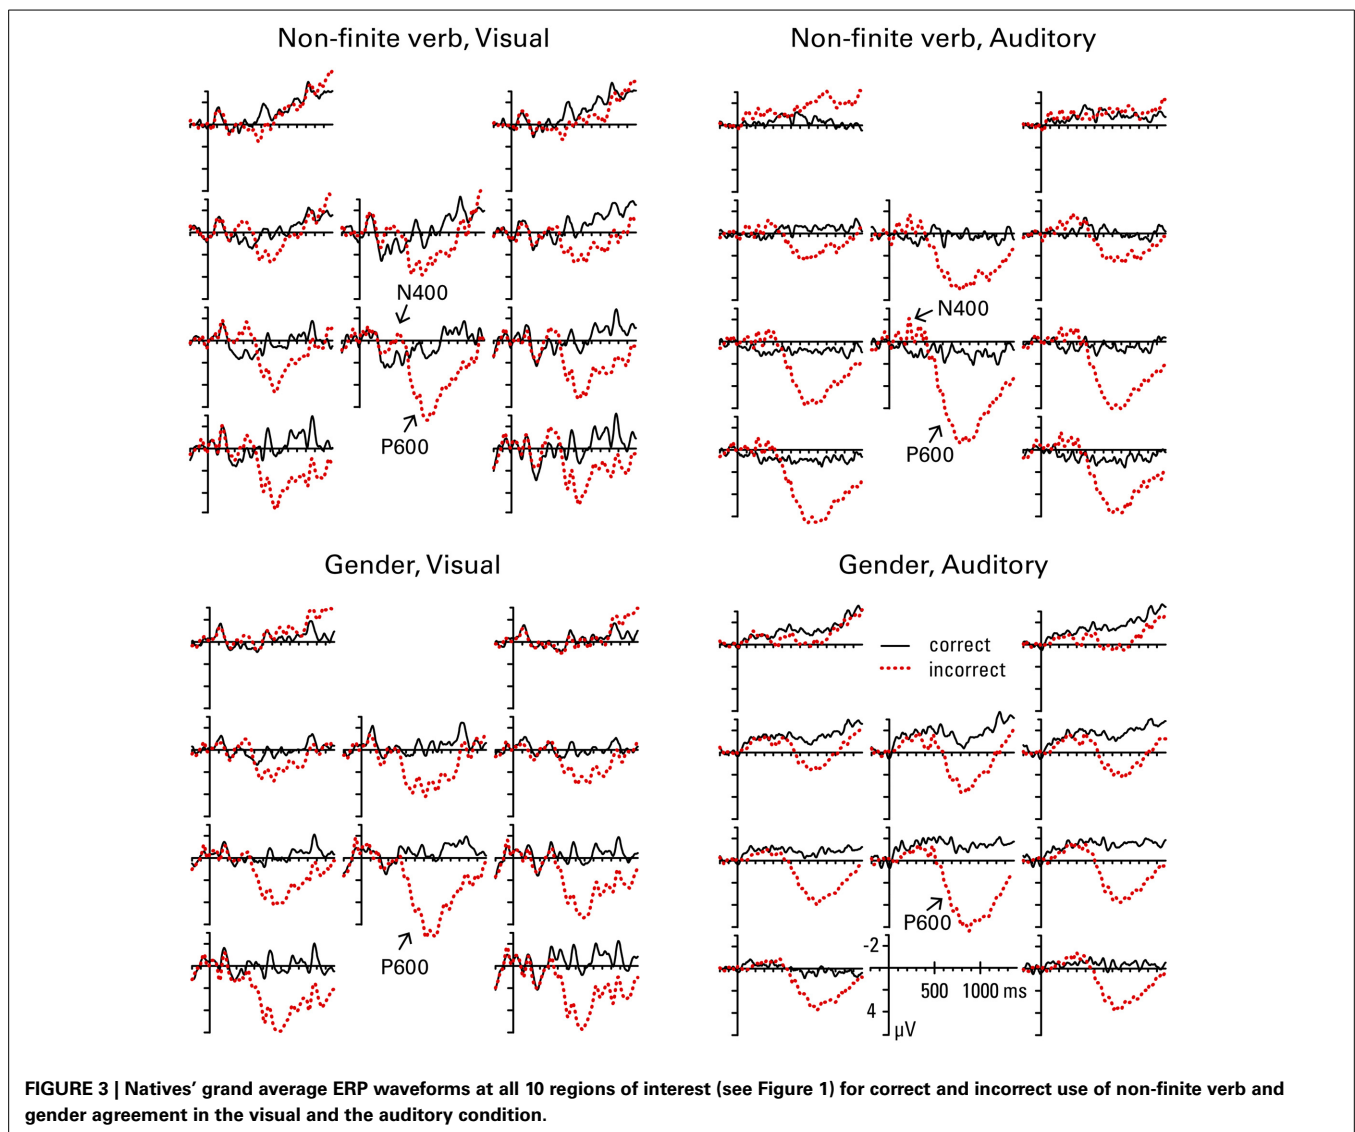 Non-finite verb, Visual
Non-finite verb, Auditory
N400
P600
N400
P600
Gender, Visual
Gender, Auditory
correct
incorrect
P600
P600
-2
500 1000 ms
4
µV
FIGURE 3 | Natives' grand average ERP waveforms at all 10 regions of interest (see Figure 1) for correct and incorrect use of non-finite verb and
gender agreement in the visual and the auditory condition.